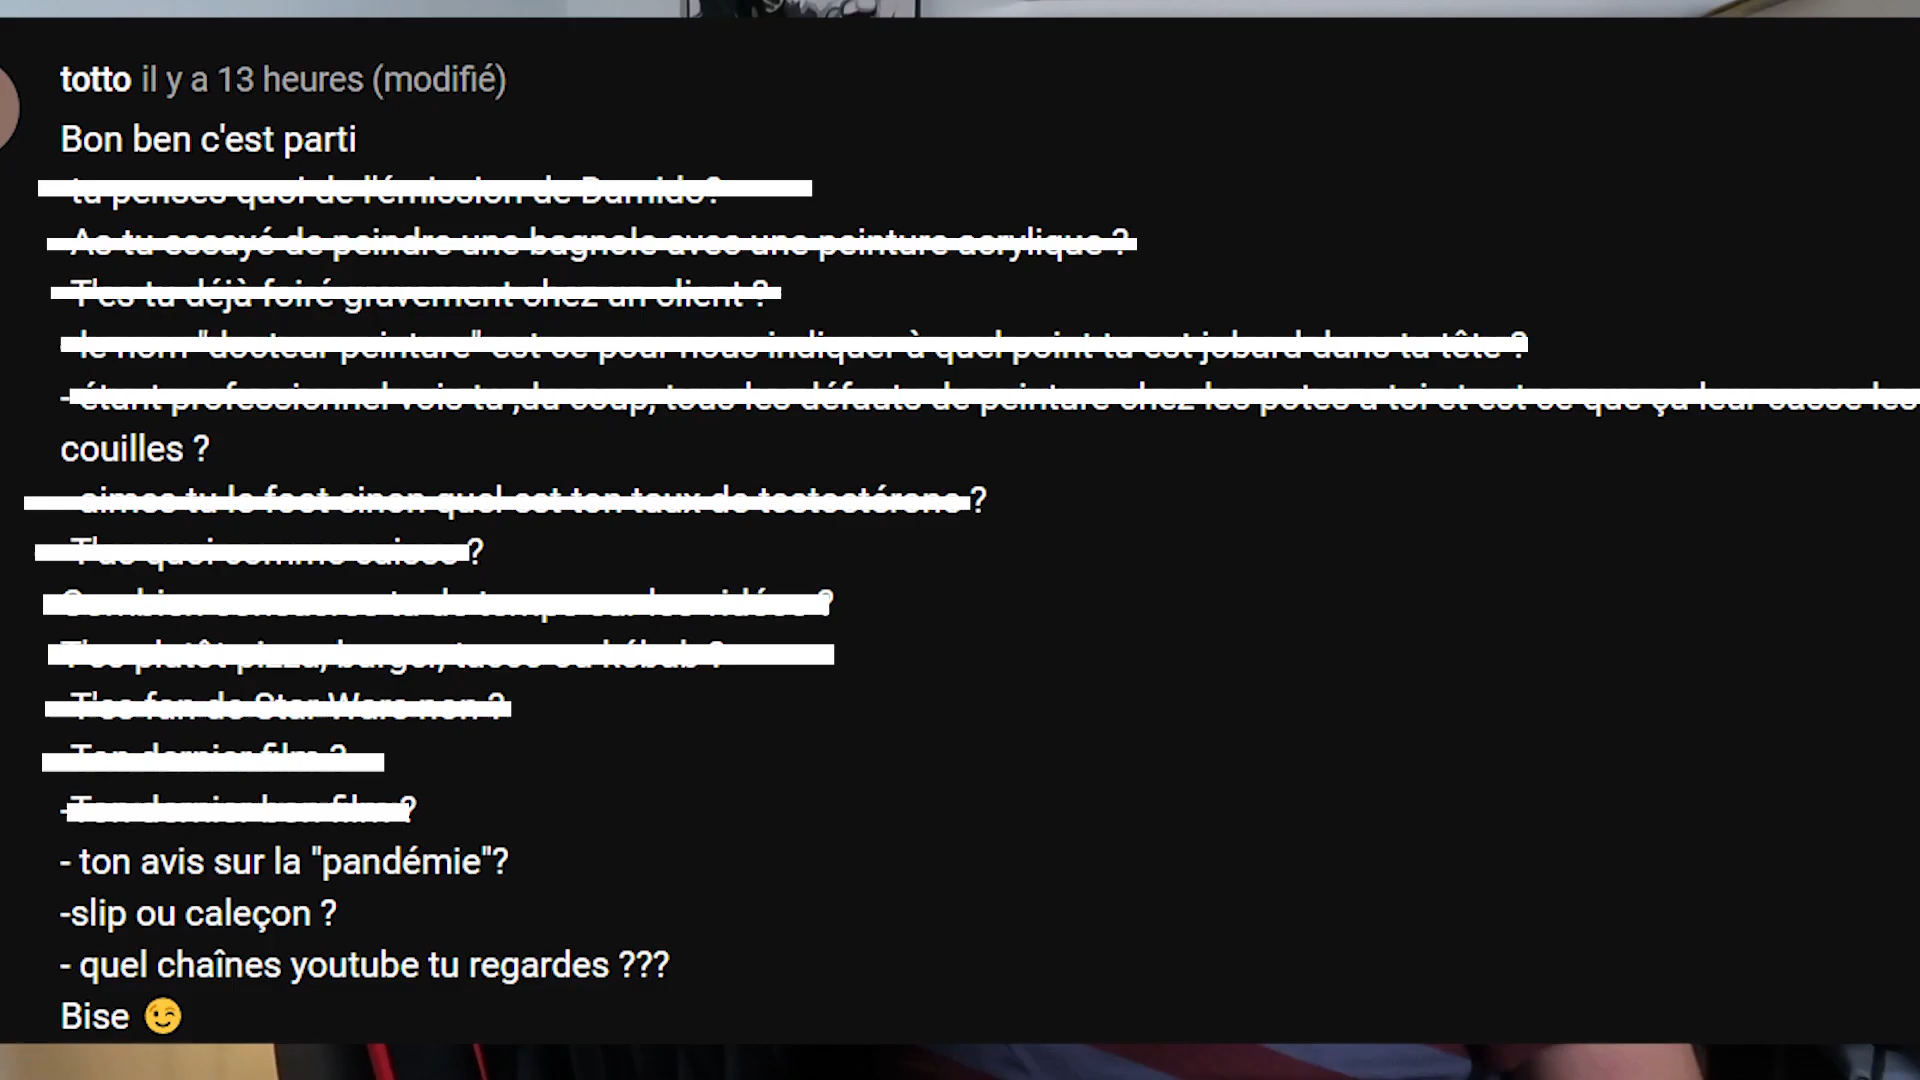 totto il y a 13 heures (modifié)
Bon ben c'est parti
-tu penses quoi de l'émission de Damido?
-As tu essayé de peindre une bagnole avec une peinture acrylique ?
-T'es tu déjà foiré gravement chez un client ?
-le nom "docteur peinture" est ce pour nous indiquer à quel point tu est jobard dans ta tête ?
- étant professionnel vois tu ,du coup, tous les défauts de peinture chez les potes a toi et est ce que ça leur casse les
couilles ?
- aimes tu le foot sinon quel est ton taux de testostérone ?
-T'as quoi comme caisse ?
Combien consacres tu de temps sur les vidéos ?
T'es plutôt pizza, burger, tacos ou kébab ?
-T'es fan de Star Wars non ?
-Ton dernier film ?
-Ton dernier bon film ?
- ton avis sur la "pandémie"?
-slip ou caleçon ?
- quel chaînes youtube tu regardes ???
Bise 😉